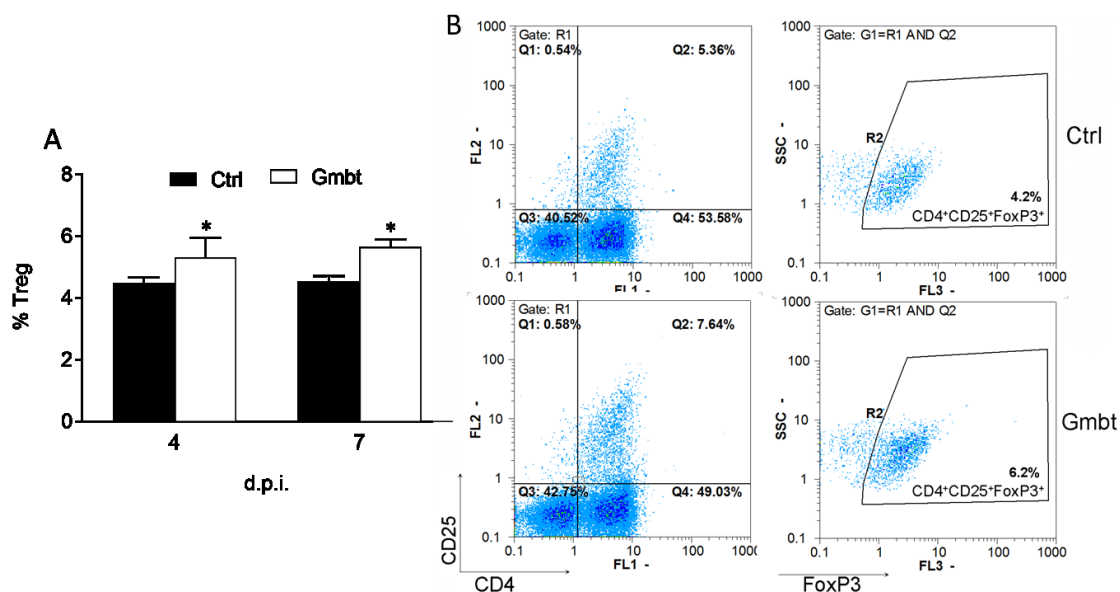 A
Ctrl
Gmbt
% Treg
8
6
4
2
0
*
*
4
7
d.p.i.
B
Gate: R1
Q1: 0.54%
Q2: 5.36%
Q3: 40.52%
Q4: 53.58%
FL2 -
1000
100
10
1
0.1
0.1
1
10
100
1000
FL1 -
Gate: G1=R1 AND Q2
R2
4.2%
CD4⁺CD25⁺FoxP3⁺
SSC -
1000
100
10
1
0.1
0.1
1
10
100
1000
FL3 -
Ctrl
Gate: R1
Q1: 0.58%
Q2: 7.64%
Q3: 42.75%
Q4: 49.03%
FL2 -
1000
100
10
1
0.1
0.1
1
10
100
1000
FL1 -
CD25
CD4
Gate: G1=R1 AND Q2
R2
6.2%
CD4⁺CD25⁺FoxP3⁺
SSC -
1000
100
10
1
0.1
0.1
1
10
100
1000
FL3 -
FoxP3
Gmbt